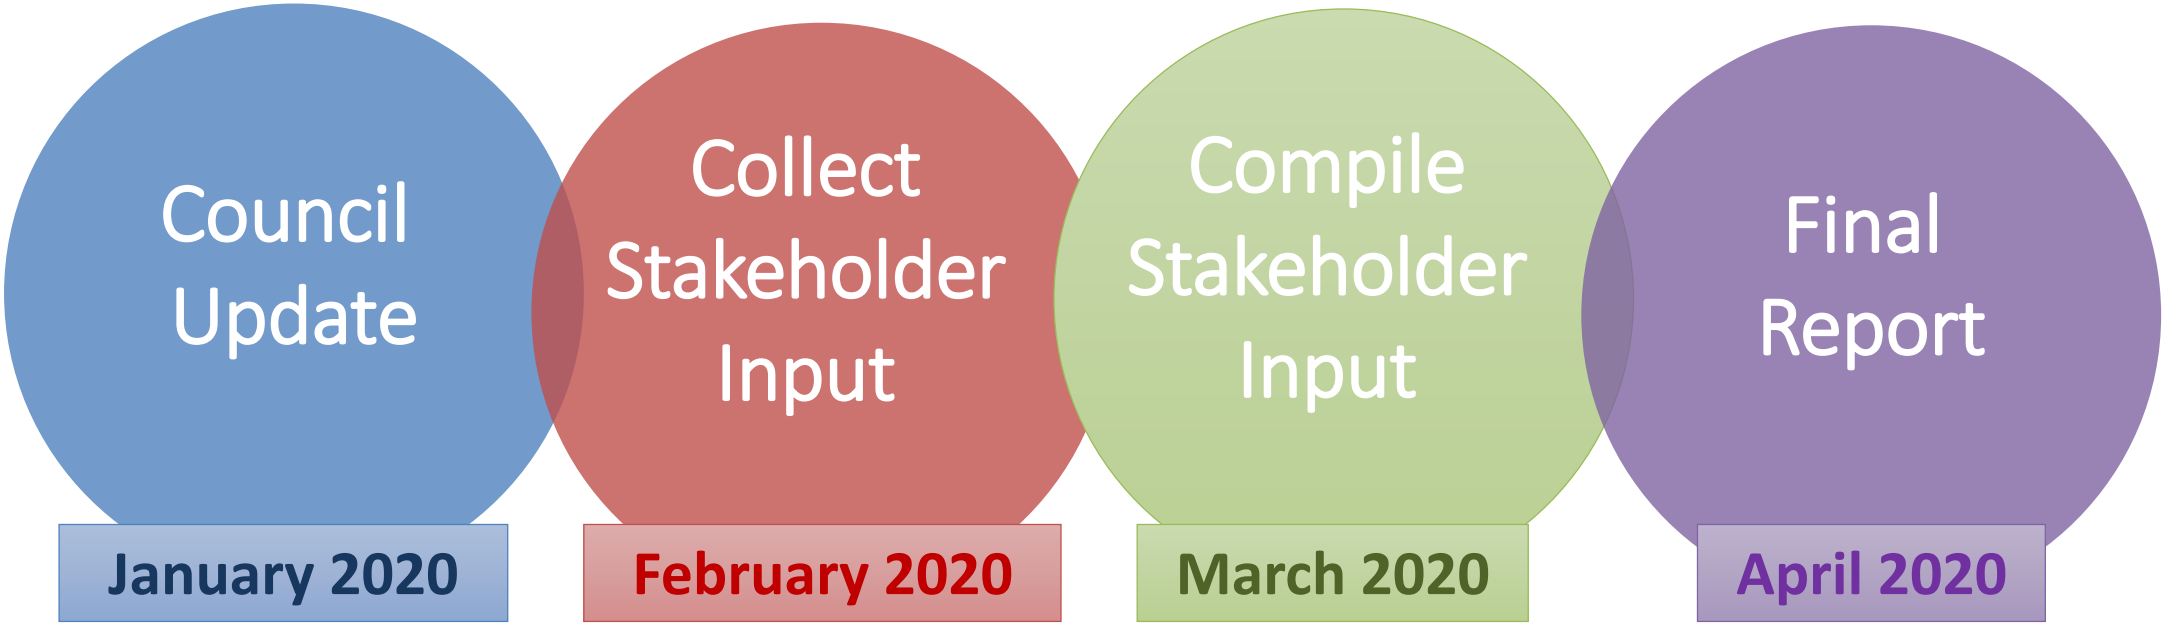 Council
Update
January 2020
Collect
Stakeholder
Input
February 2020
Compile
Stakeholder
Input
March 2020
Final
Report
April 2020